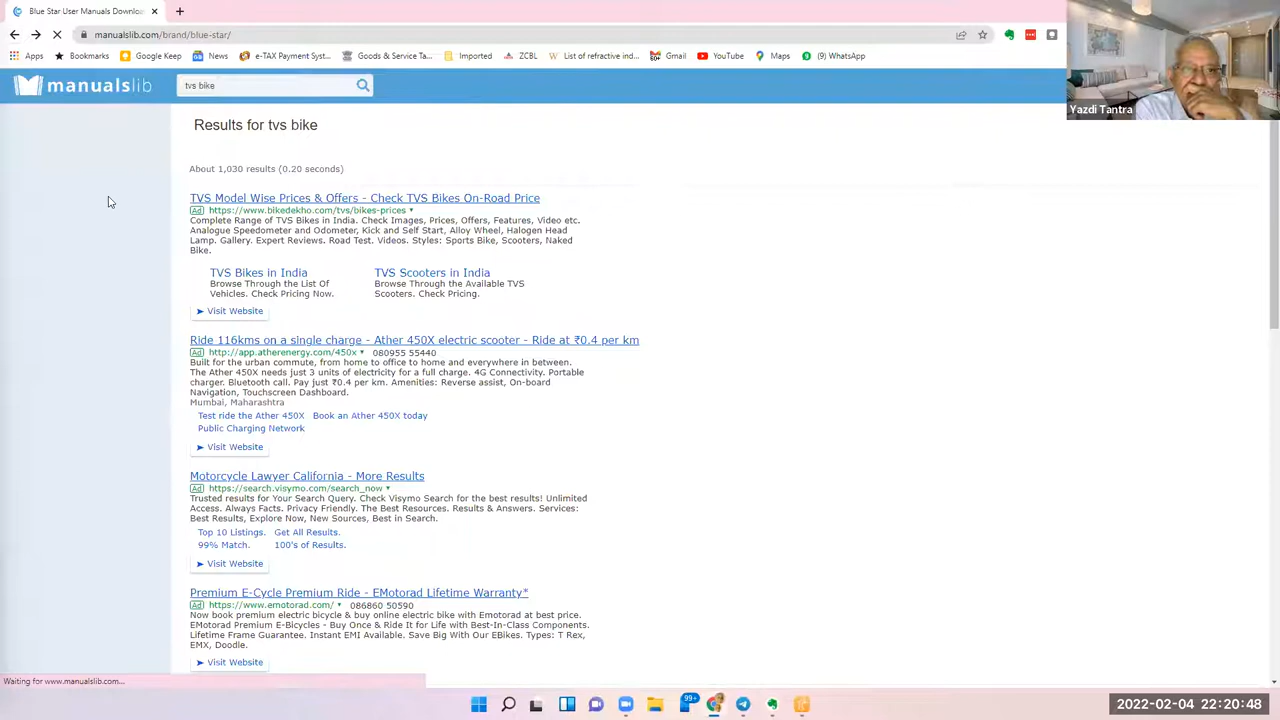 Blue Star User Manuals Downloa
manualslib.com/brand/blue-star/
Apps
Bookmarks
Google Keep
News
e-TAX Payment Syst...
Goods & Service Ta...
Imported
ZCBL
List of refractive ind...
Gmail
YouTube
Maps
(9) WhatsApp
manualslib
tvs bike
Yazdi Tantra
Results for tvs bike
About 1,030 results (0.20 seconds)
TVS Model Wise Prices & Offers - Check TVS Bikes On-Road Price
Ad https://www.bikedekho.com/tvs/bikes-prices
Complete Range of TVS Bikes in India. Check Images, Prices, Offers, Features, Video etc.
Analogue Speedometer and Odometer, Kick and Self Start, Alloy Wheel, Halogen Head
Lamp. Gallery. Expert Reviews. Road Test. Videos. Styles: Sports Bike, Scooters, Naked
Bike.
TVS Bikes in India
Browse Through the List Of
Vehicles. Check Pricing Now.
TVS Scooters in India
Browse Through the Available TVS
Scooters. Check Pricing.
Visit Website
Ride 116kms on a single charge - Ather 450X electric scooter - Ride at ₹0.4 per km
Ad http://app.atherenergy.com/450x 080955 55440
Built for the urban commute, from home to office to home and everywhere in between.
The Ather 450X needs just 3 units of electricity for a full charge. 4G Connectivity. Portable
charger. Bluetooth call. Pay just ₹0.4 per km. Amenities: Reverse assist, On-board
Navigation, Touchscreen Dashboard.
Mumbai, Maharashtra
Test ride the Ather 450X Book an Ather 450X today
Public Charging Network
Visit Website
Motorcycle Lawyer California - More Results
Ad https://search.visymo.com/search_now
Trusted results for Your Search Query. Check Visymo Search for the best results! Unlimited
Access. Always Facts. Privacy Friendly. The Best Resources. Results & Answers. Services:
Best Results, Explore Now, New Sources, Best in Search.
Top 10 Listings. Get All Results.
99% Match. 100's of Results.
Visit Website
Premium E-Cycle Premium Ride - EMotorad Lifetime Warranty*
Ad https://www.emotorad.com/ 086860 50590
Now book premium electric bicycle & buy online electric bike with Emotorad at best price.
EMotorad Premium E-Bicycles - Buy Once & Ride It for Life with Best-In-Class Components.
Lifetime Frame Guarantee. Instant EMI Available. Save Big With Our EBikes. Types: T Rex,
EMX, Doodle.
Visit Website
Waiting for www.manualslib.com...
99+
2022-02-04 22:20:48